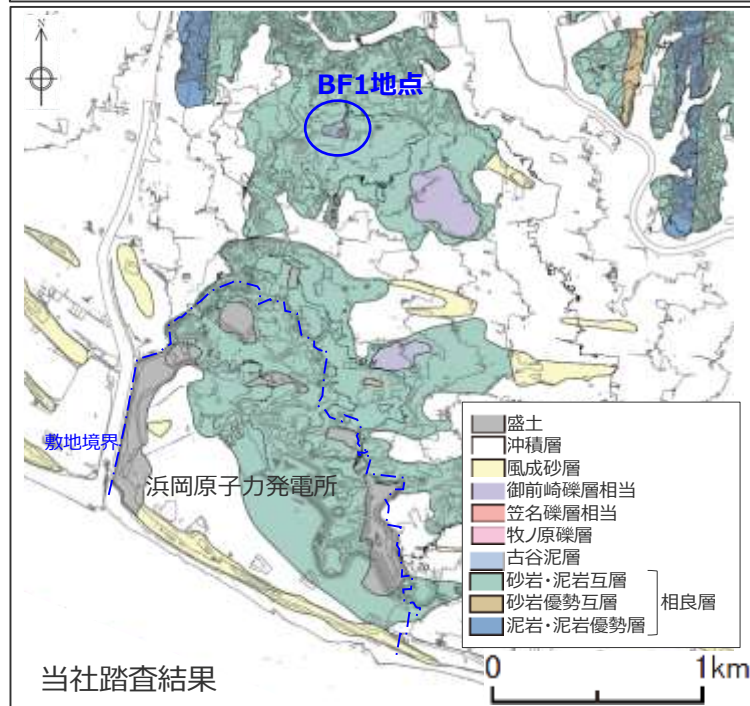 N
BF1地点
敷地境界
浜岡原子力発電所
盛土
沖積層
風成砂層
御前崎礫層相当
笠名礫層相当
牧ノ原礫層
古谷泥層
砂岩・泥岩互層
砂岩優勢互層
相良層
泥岩・泥岩優勢層
当社踏査結果
0
1km